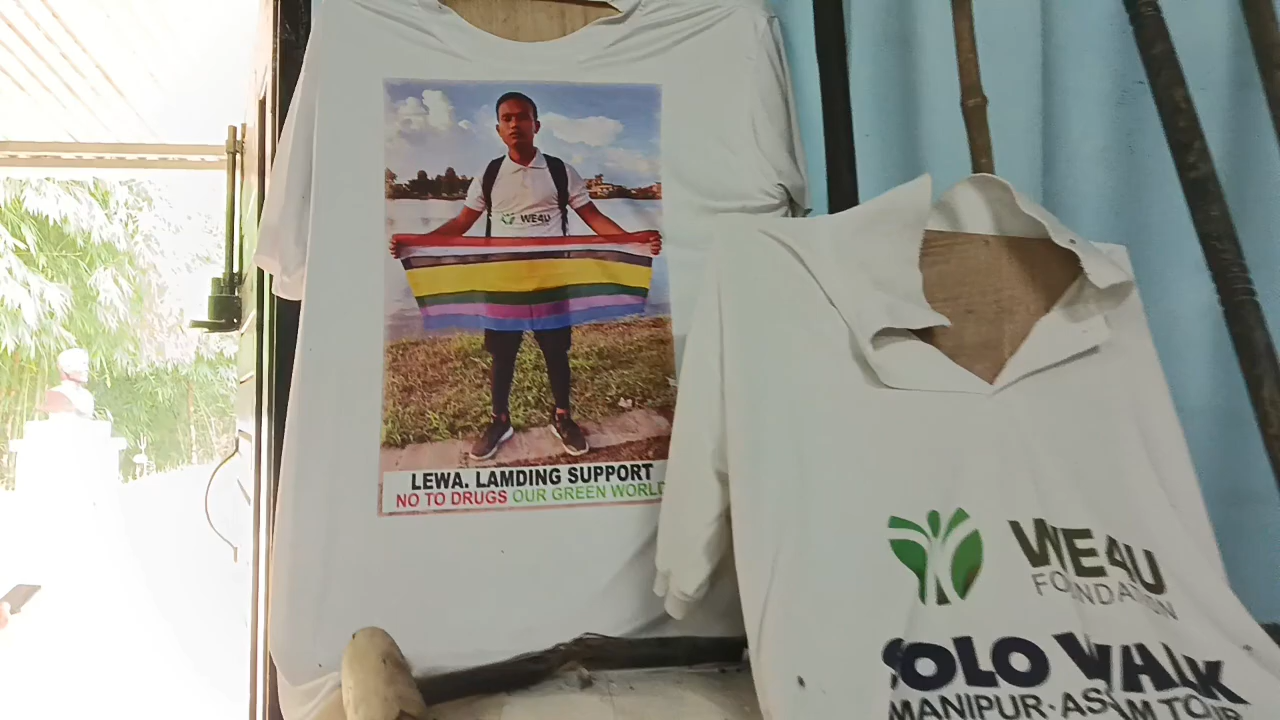 WE4U
LEWA. LAMDING SUPPORT
NO TO DRUGS OUR GREEN WORLD
WE4U
FOUNDATION
SOLO WALK
MANIPUR-ASSAM TOUR